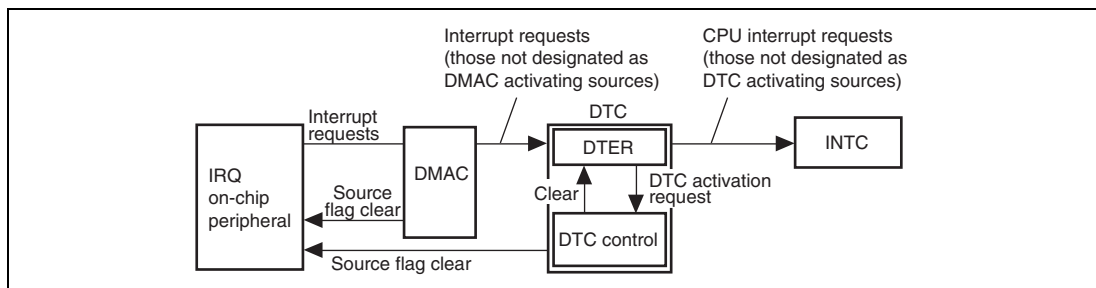 Interrupt requests
(those not designated as
DMAC activating sources)
CPU interrupt requests
(those not designated as
DTC activating sources)
Interrupt
requests
DTC
DTER
INTC
IRQ
on-chip
peripheral
DMAC
Source
flag clear
Clear
DTC activation
request
DTC control
Source flag clear